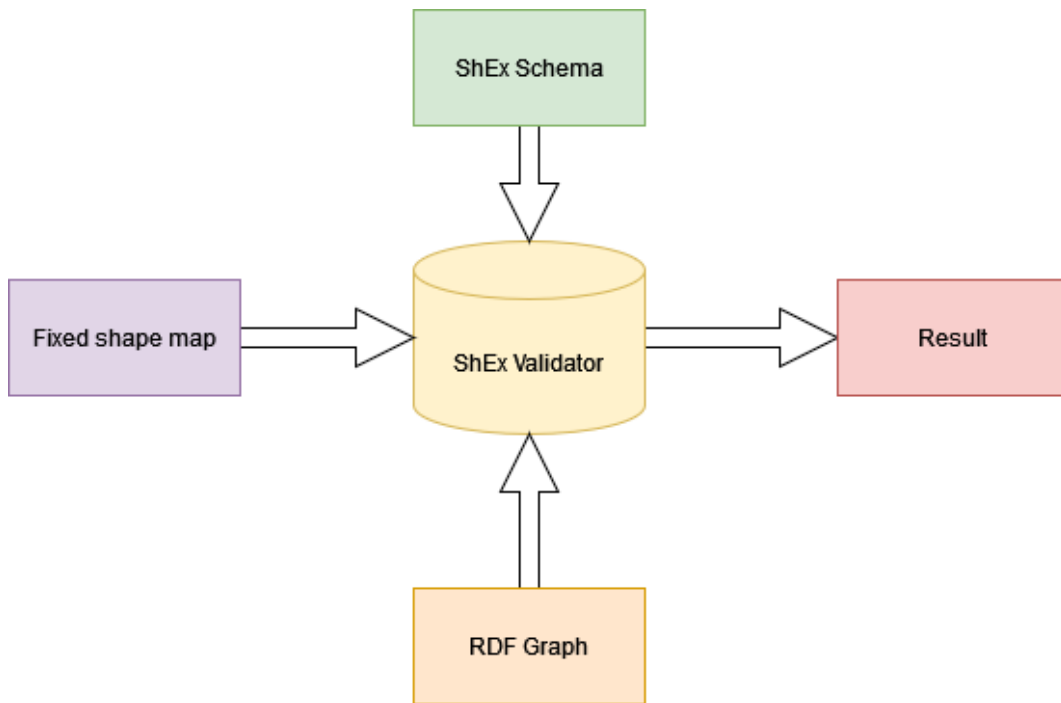 ShEx Schema
Fixed shape map
ShEx Validator
Result
RDF Graph